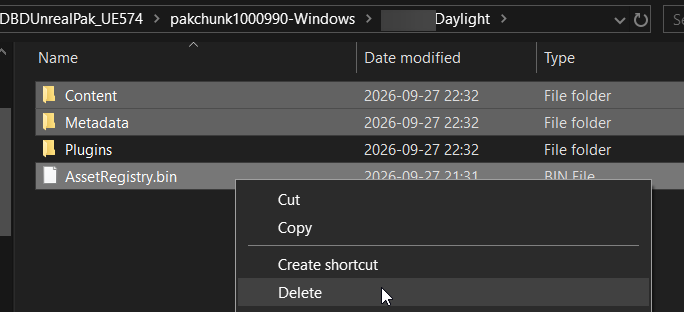 DBDUnrealPak_UE574 > pakchunk1000990-Windows > Daylight >
Name Date modified Type
Content 2026-09-27 22:32 File folder
Metadata 2026-09-27 22:32 File folder
Plugins 2026-09-27 22:32 File folder
AssetRegistry.bin 2026-09-27 21:31 BIN File
Cut
Copy
Create shortcut
Delete